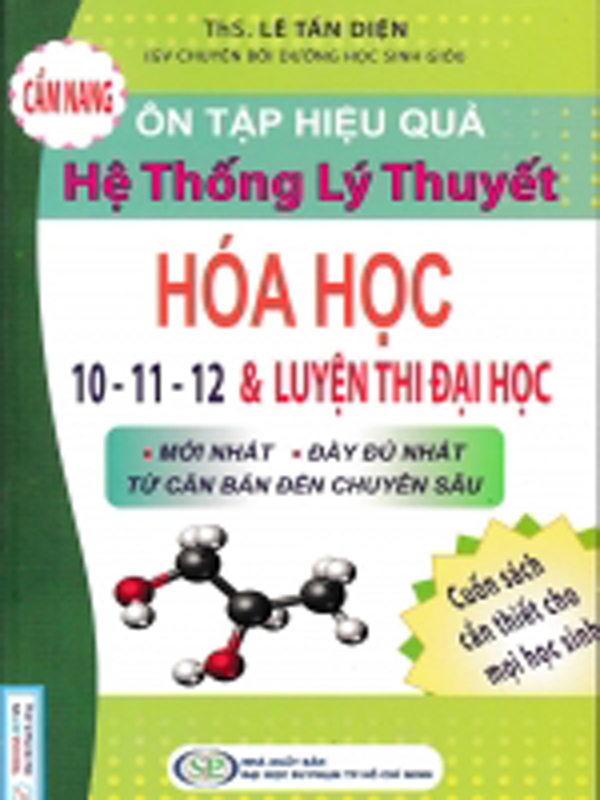 ThS. LÊ TẤN DIỆN
(GV CHUYÊN BỒI DƯỠNG HỌC SINH GIỎI)
CẨM NANG
ÔN TẬP HIỆU QUẢ
Hệ Thống Lý Thuyết
HÓA HỌC
10 - 11 - 12 & LUYỆN THI ĐẠI HỌC
▪ MỚI NHẤT ▪ ĐẦY ĐỦ NHẤT
TỪ CĂN BẢN ĐẾN CHUYÊN SÂU
Cuốn sách
cần thiết cho
mọi học sinh
NHÀ XUẤT BẢN
ĐẠI HỌC SƯ PHẠM TP HỒ CHÍ MINH